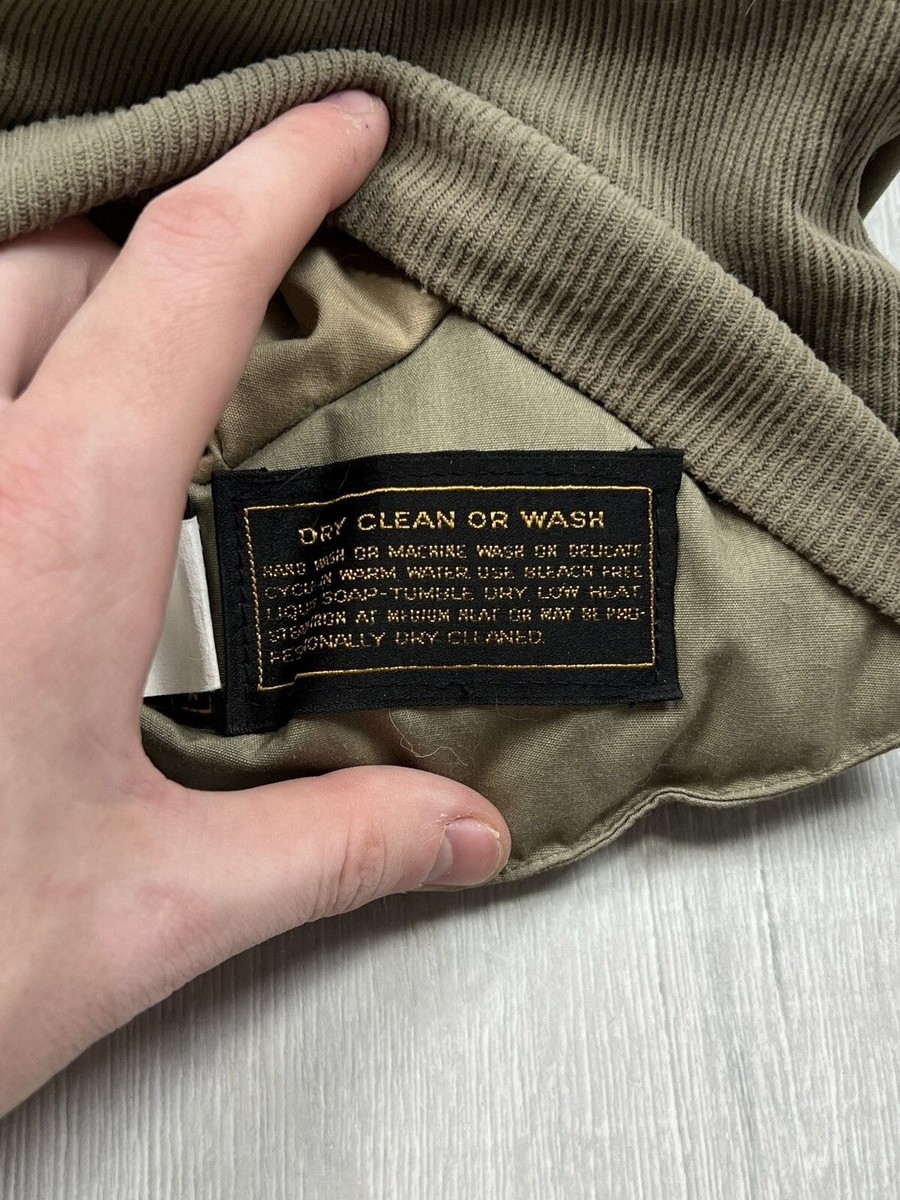 DRY CLEAN OR WASH
HAND WASH OR MACHINE WASH ON DELICATE
CYCLE IN WARM WATER. USE BLEACH FREE
LIQUID SOAP-TUMBLE DRY, LOW HEAT.
STEAM IRON AT MEDIUM HEAT OR MAY BE PRO-
FESIONALLY DRY CLEANED.